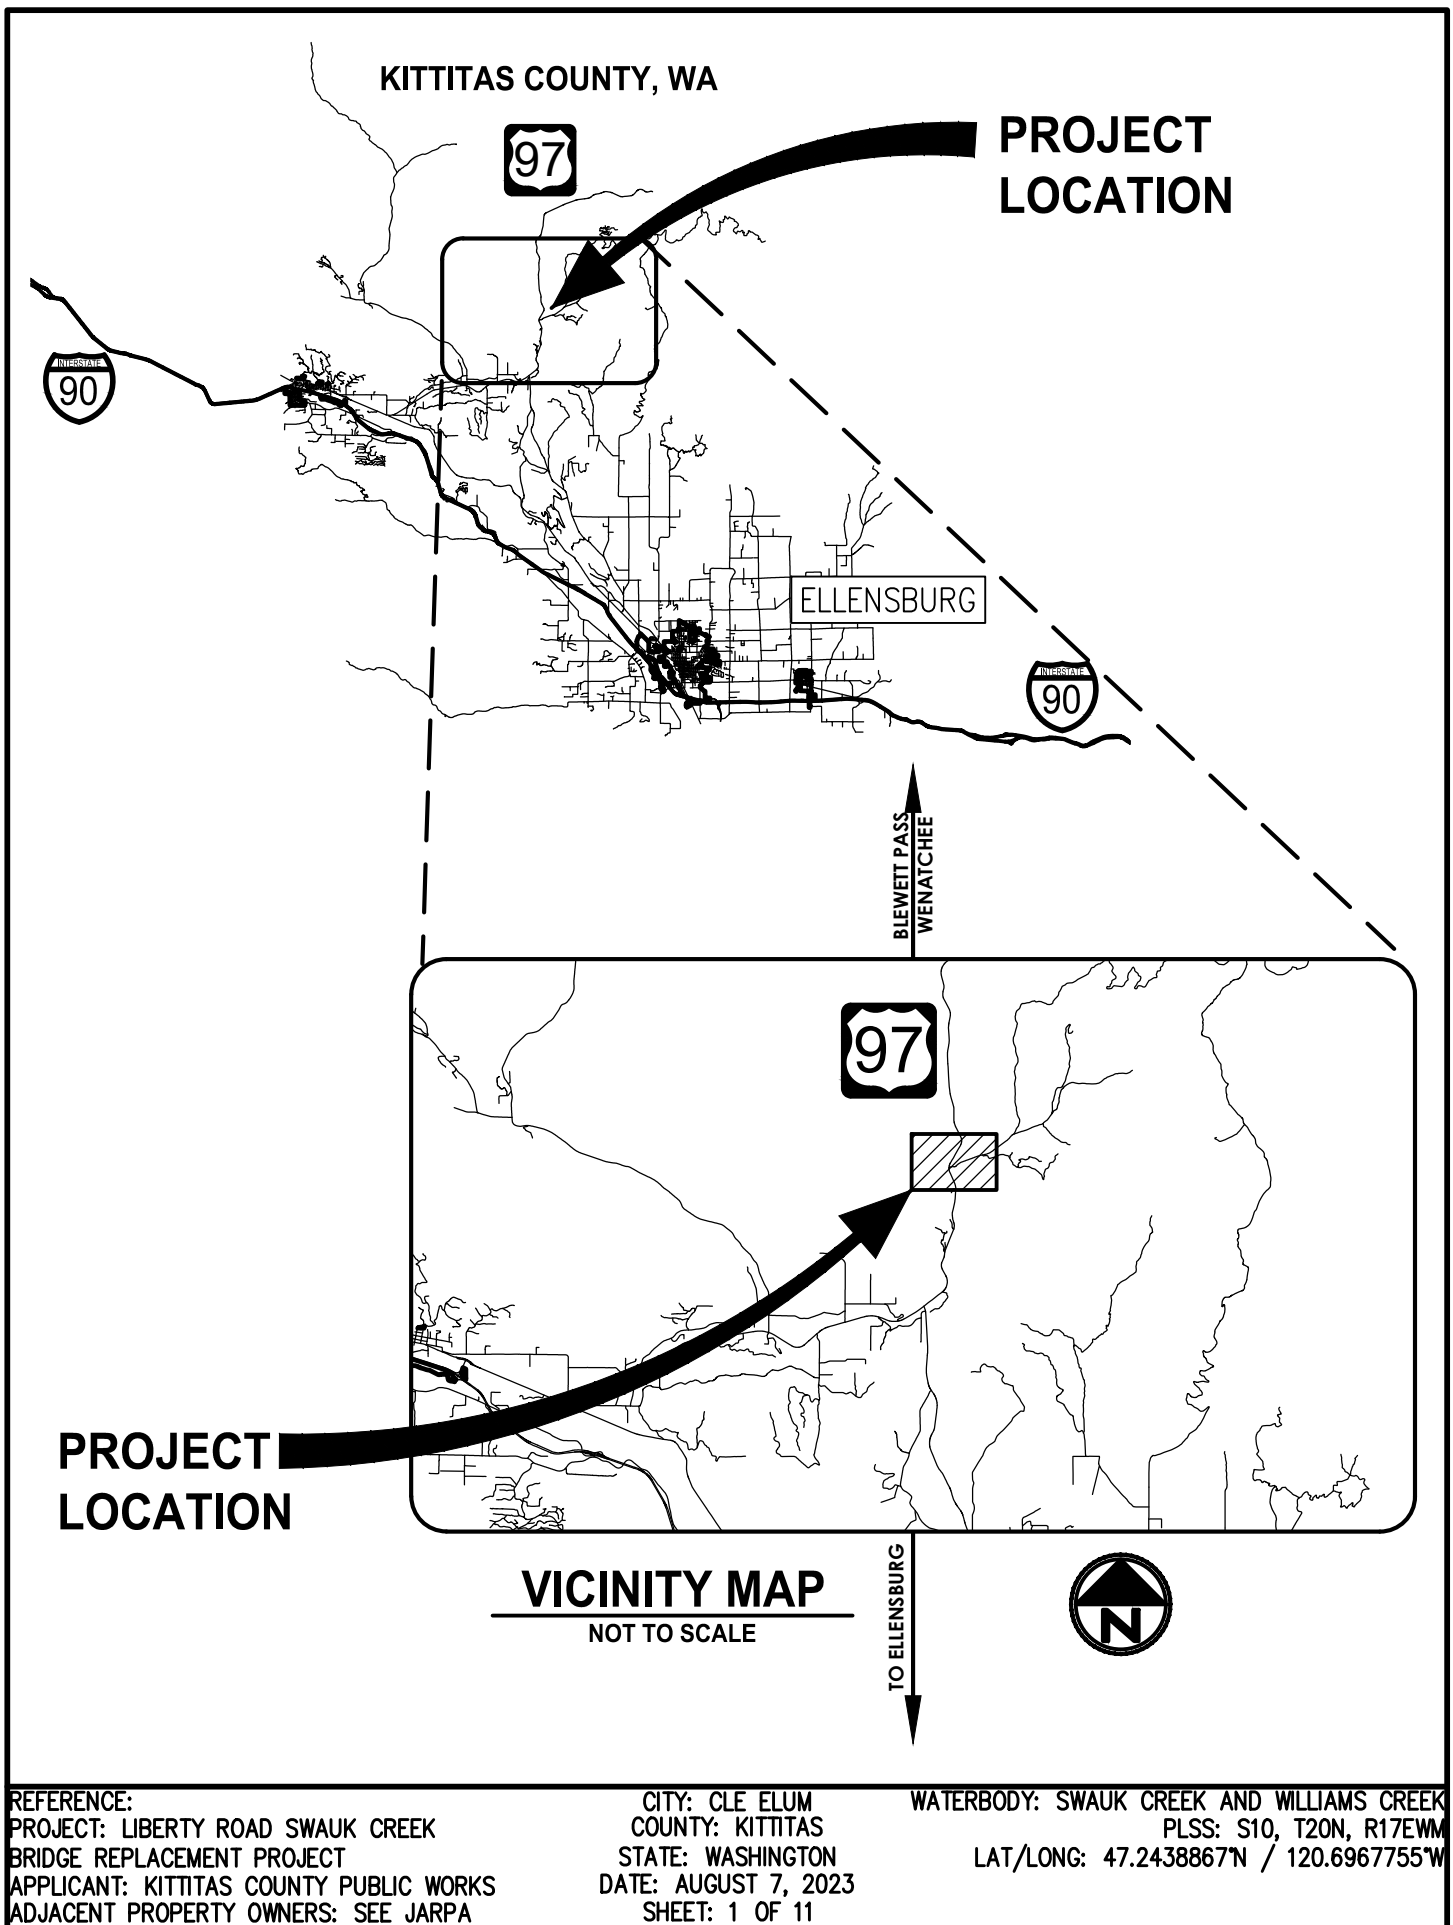 KITTITAS COUNTY, WA
97
PROJECT
LOCATION
INTERSTATE
90
ELLENSBURG
INTERSTATE
90
BLEWETT PASS
WENATCHEE
97
PROJECT
LOCATION
VICINITY MAP
NOT TO SCALE
TO ELLENSBURG
N
REFERENCE:
PROJECT: LIBERTY ROAD SWAUK CREEK
BRIDGE REPLACEMENT PROJECT
APPLICANT: KITTITAS COUNTY PUBLIC WORKS
ADJACENT PROPERTY OWNERS: SEE JARPA
CITY: CLE ELUM
COUNTY: KITTITAS
STATE: WASHINGTON
DATE: AUGUST 7, 2023
SHEET: 1 OF 11
WATERBODY: SWAUK CREEK AND WILLIAMS CREEK
PLSS: S10, T20N, R17EWM
LAT/LONG: 47.2438867°N / 120.6967755°W